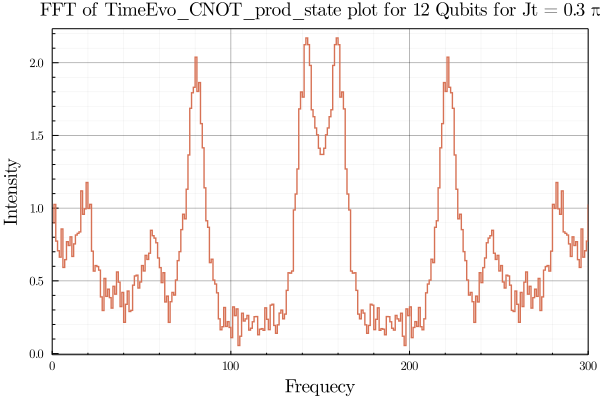 FFT of TimeEvo_CNOT_prod_state plot for 12 Qubits for Jt = 0.3 π
2.0
1.5
1.0
0.5
0.0
Intensity
0 100 200 300
Frequecy